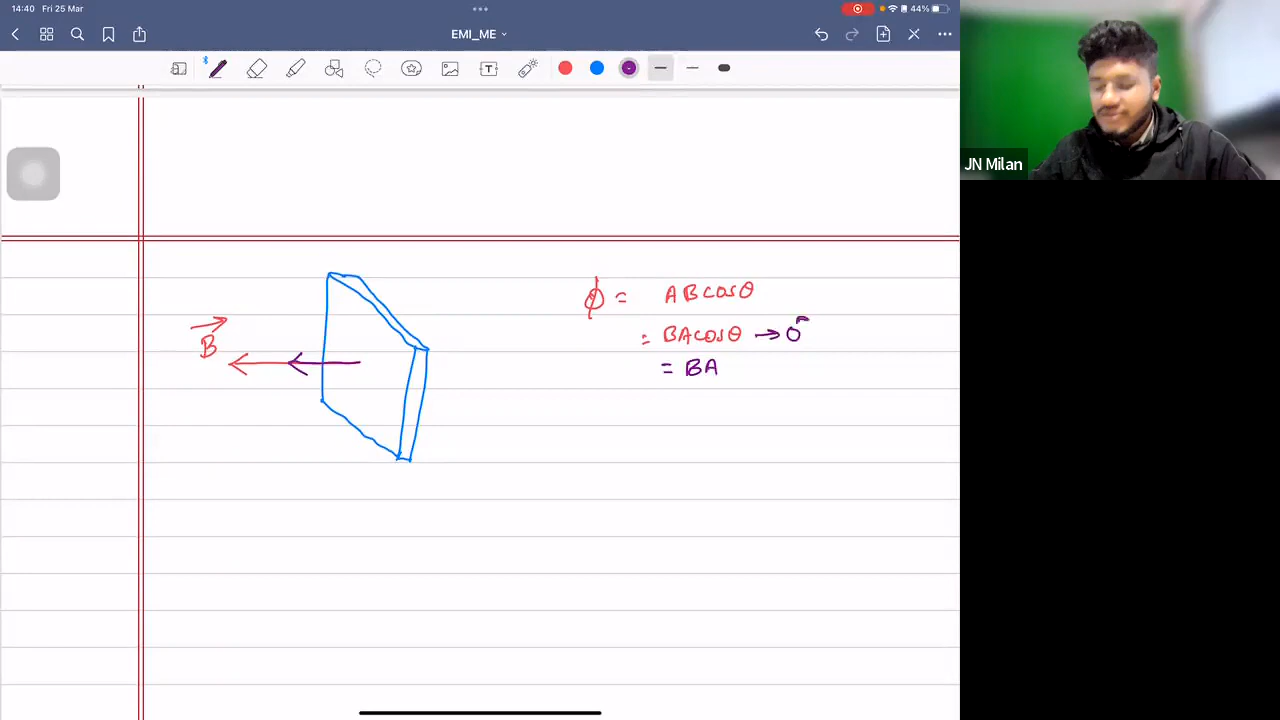 14:40 Fri 25 Mar
44%
EMI_ME
JN Milan
ϕ = ABcosθ
= BAcosθ → 0°
= BA
B